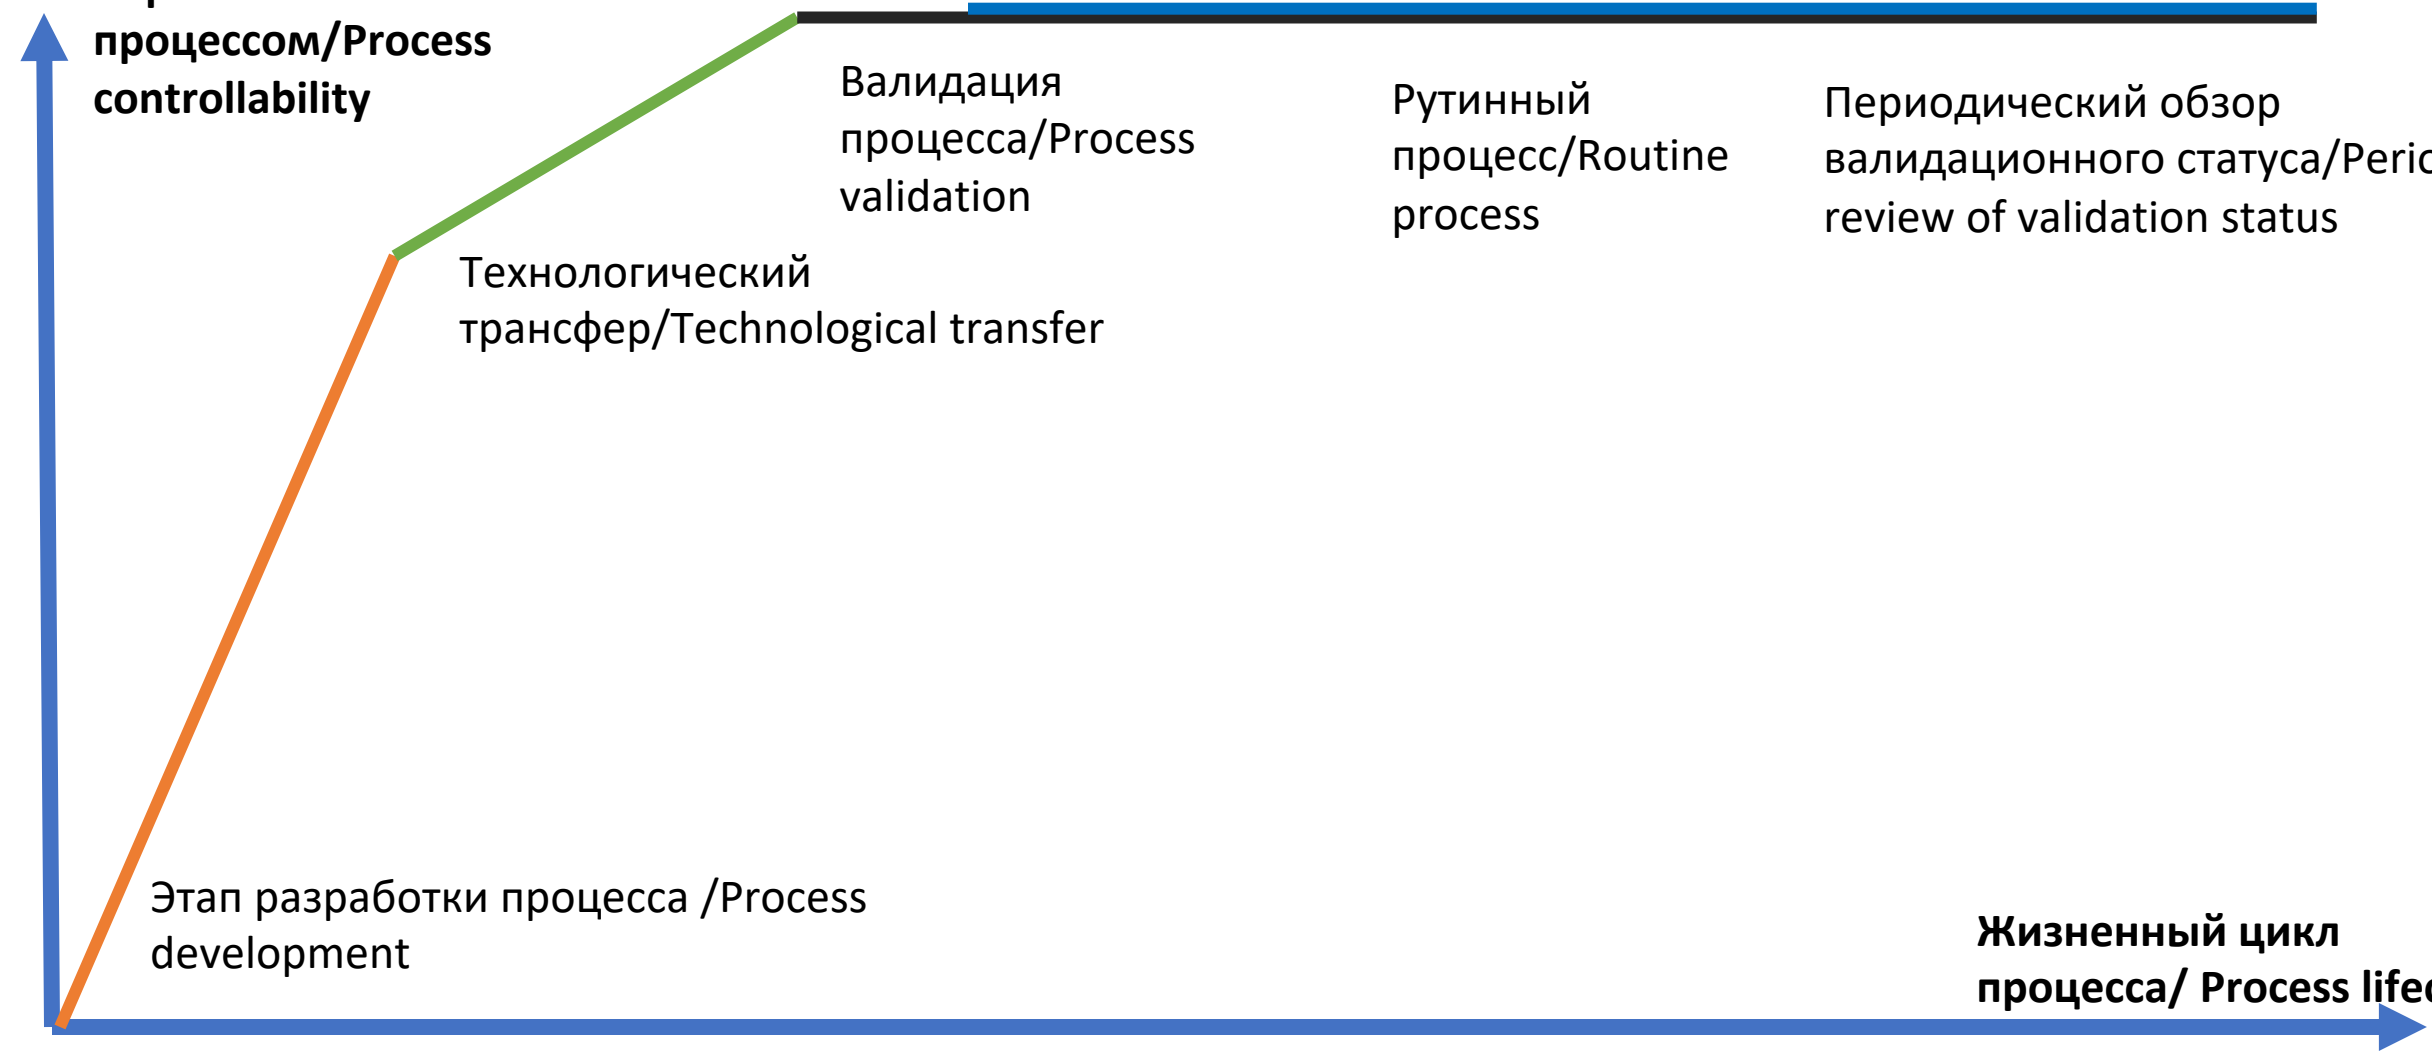 процессом/Process
controllability
Валидация
процесса/Process
validation
Рутинный
процесс/Routine
process
Периодический обзор
валидационного статуса/Perio
review of validation status
Технологический
трансфер/Technological transfer
Этап разработки процесса /Process
development
Жизненный цикл
процесса/ Process lifec